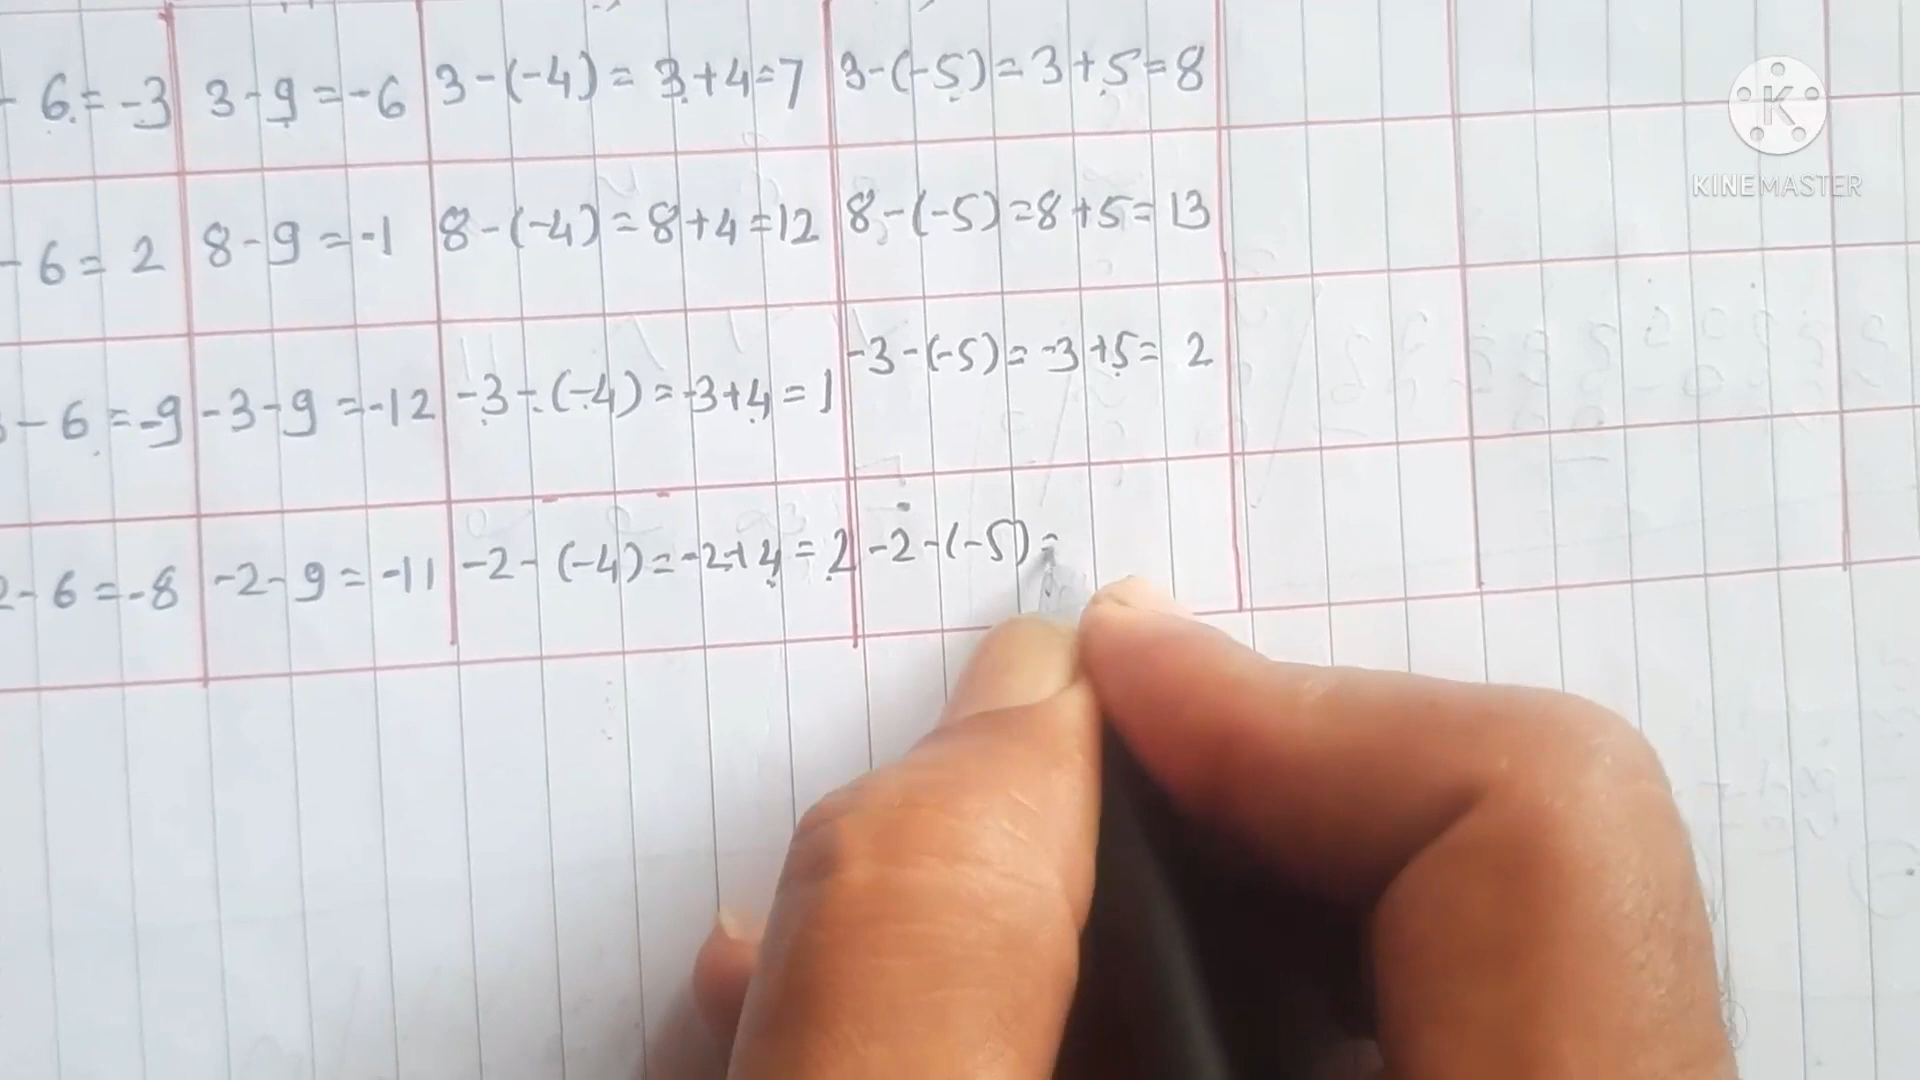 - 6 = -3 3 - 9 = -6 3 - (-4) = 3 + 4 = 7 3 - (-5) = 3 + 5 = 8
- 6 = 2 8 - 9 = -1 8 - (-4) = 8 + 4 = 12 8 - (-5) = 8 + 5 = 13
- 6 = -9 -3 - 9 = -12 -3 - (-4) = -3 + 4 = 1 -3 - (-5) = -3 + 5 = 2
2 - 6 = -8 -2 - 9 = -11 -2 - (-4) = -2 + 4 = 2 -2 - (-5) =
K
KINEMASTER